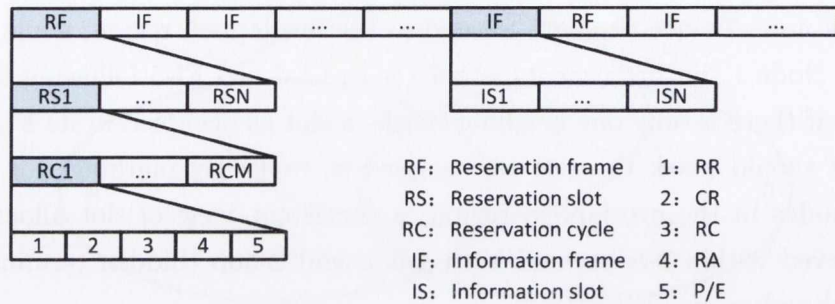 RF IF IF ... ... IF RF IF ...
RS1 ... RSN
IS1 ... ISN
RC1 ... RCM
1 2 3 4 5
RF: Reservation frame 1: RR
RS: Reservation slot 2: CR
RC: Reservation cycle 3: RC
IF: Information frame 4: RA
IS: Information slot 5: P/E